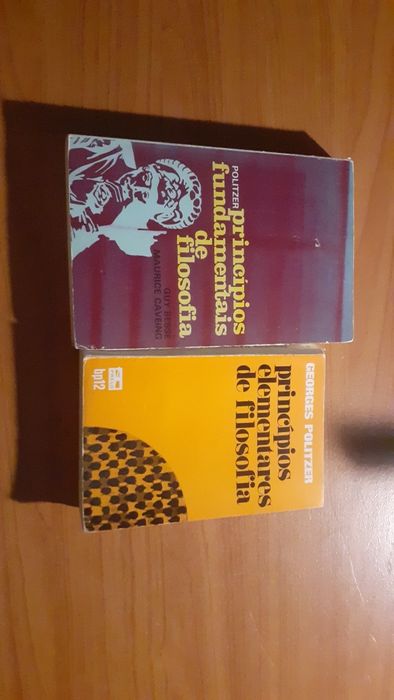 POLITZER
princípios
fundamentais
de
filosofia
GUY BESSE
MAURICE CAVEING
GEORGES POLITZER
princípios
elementares
de filosofia
bp12